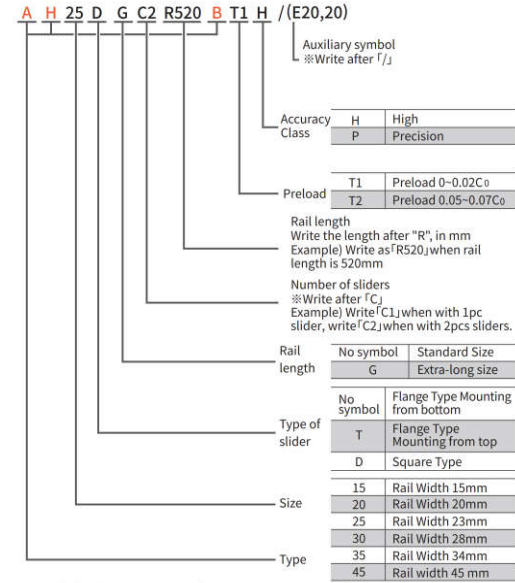 A H 25 D G C2 R520 B T1 H /(E20,20)
Auxiliary symbol
※Write after「/」
Accuracy
Class
H High
P Precision
Preload
T1 Preload 0~0.02C0
T2 Preload 0.05~0.07C0
Rail length
Write the length after "R", in mm
Example) Write as「R520」when rail
length is 520mm
Number of sliders
※Write after「C」
Example) Write「C1」when with 1pc
slider, write「C2」when with 2pcs sliders.
Rail
length
No symbol Standard Size
G Extra-long size
Type of
slider
No
symbol
Flange Type Mounting
from bottom
T
Flange Type
Mounting from top
D Square Type
Size
15 Rail Width 15mm
20 Rail Width 20mm
25 Rail Width 23mm
30 Rail Width 28mm
35 Rail Width 34mm
45 Rail width 45 mm
Type